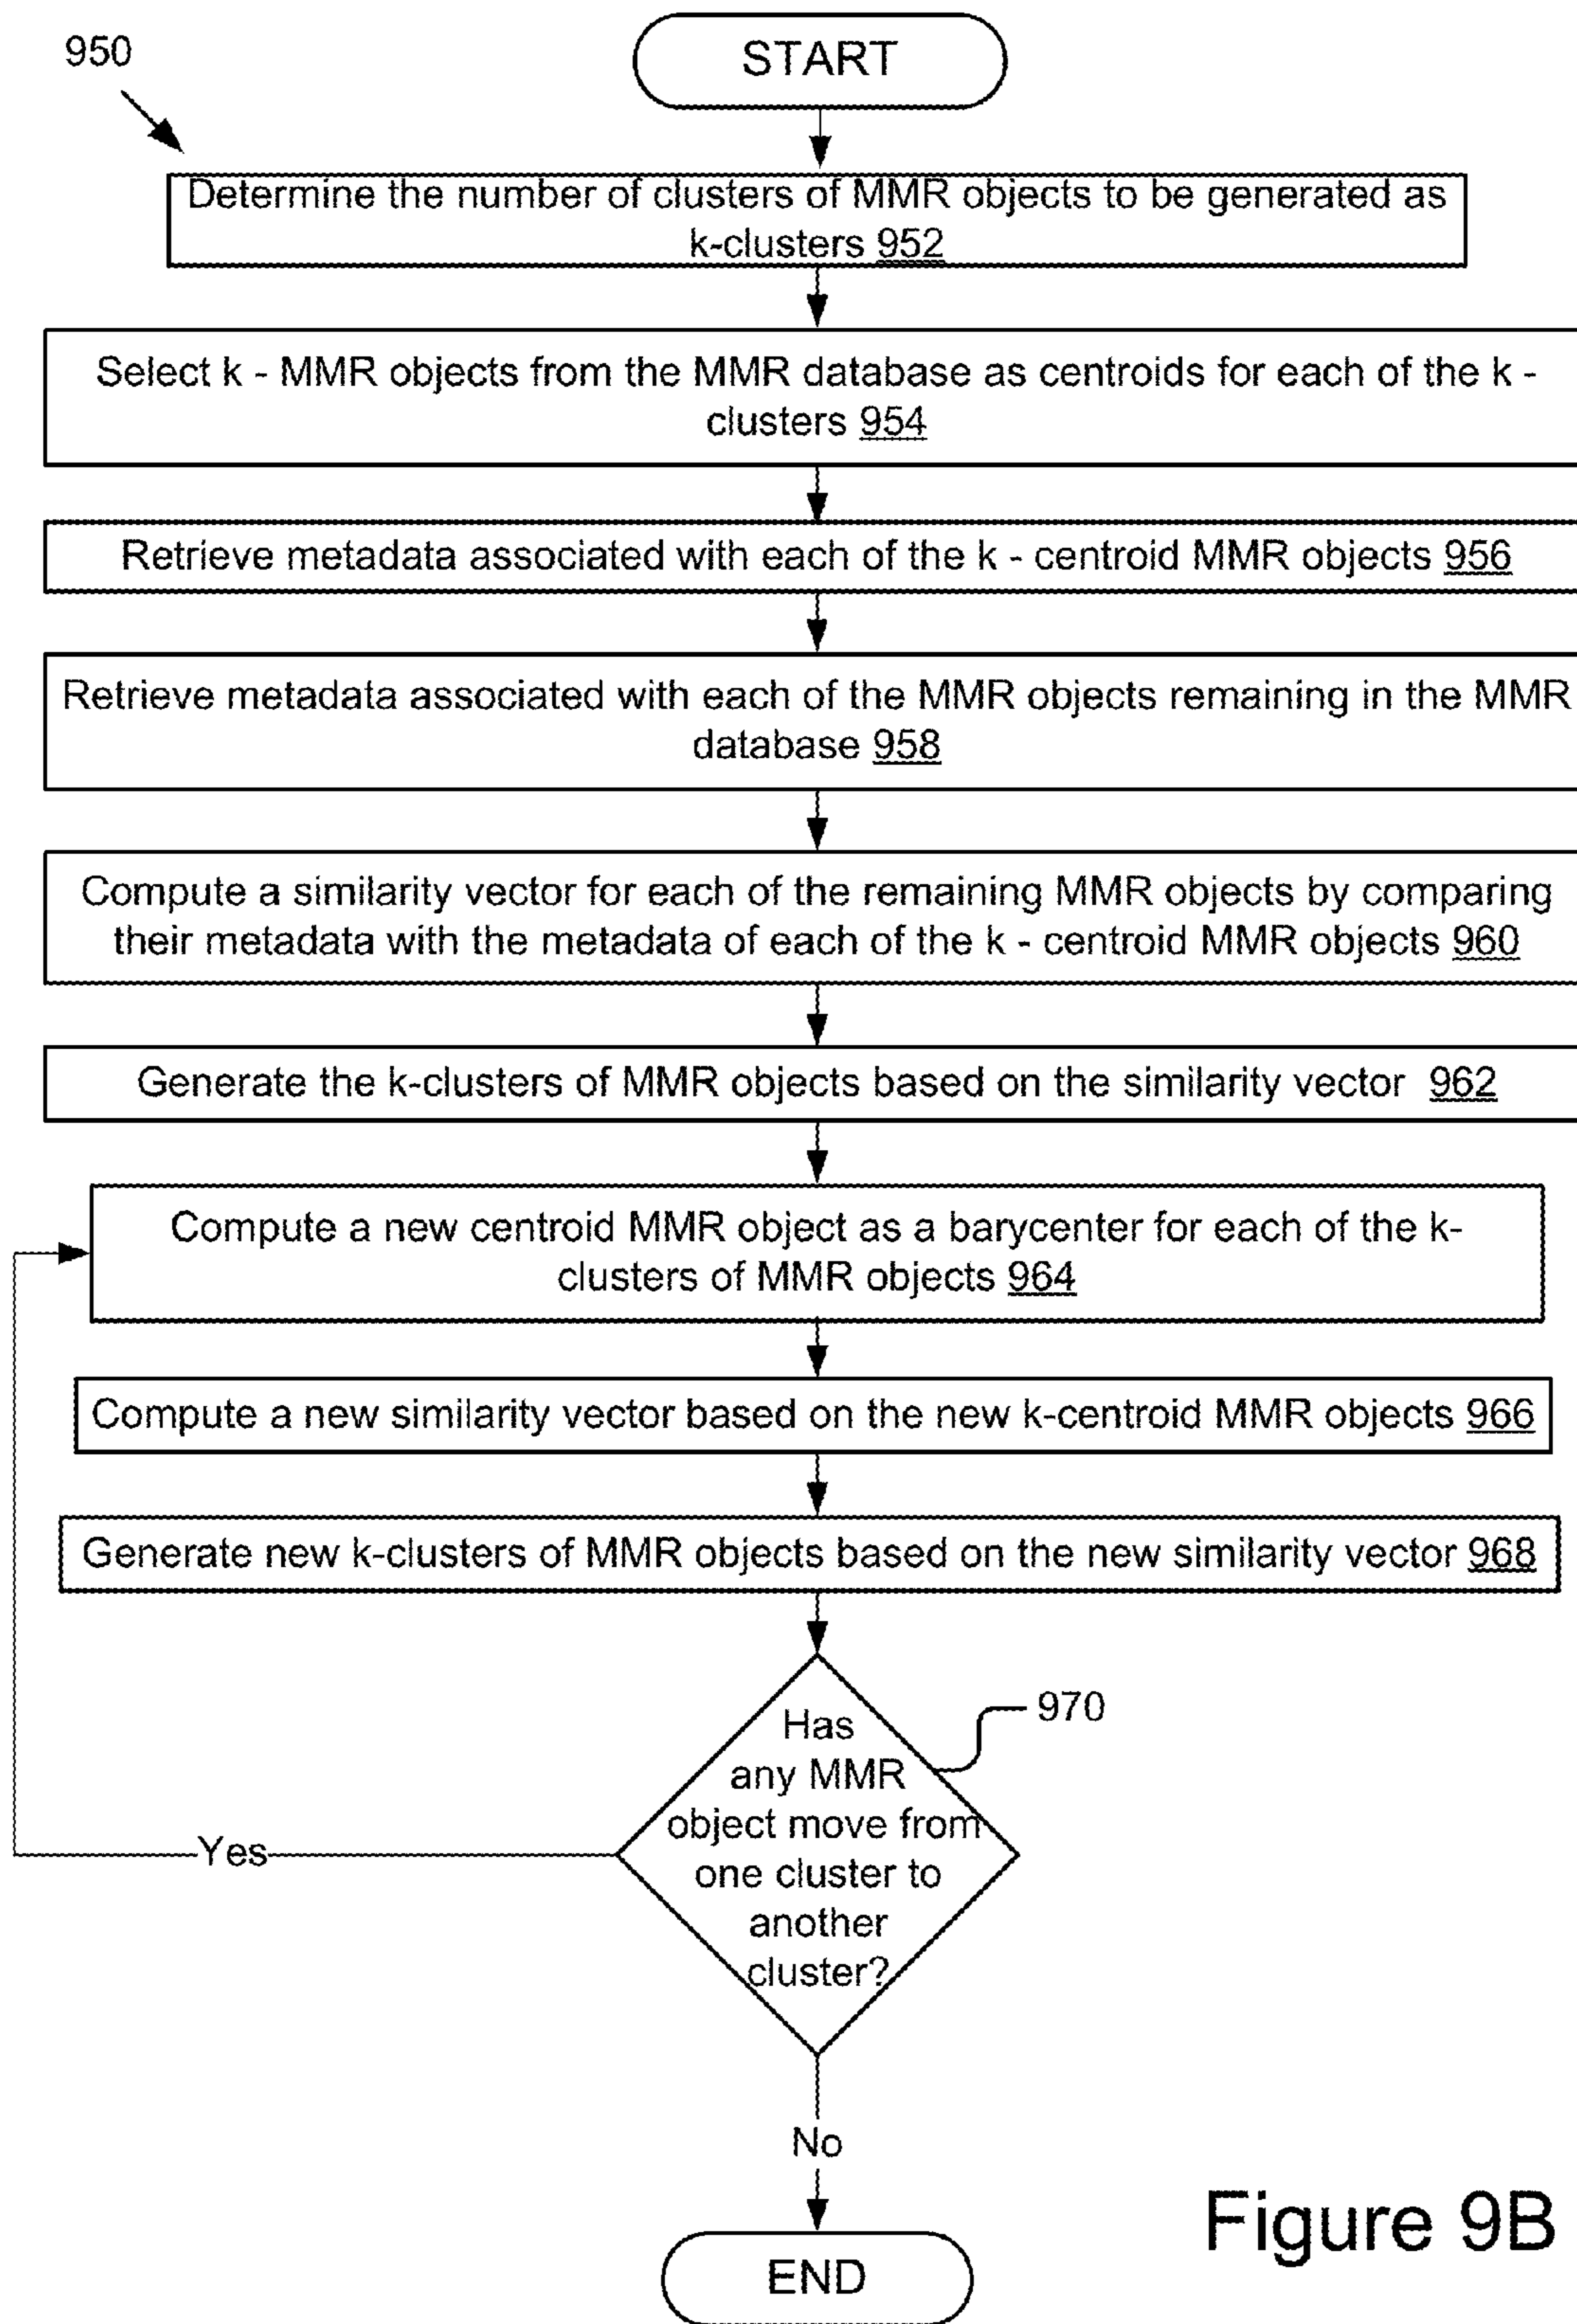 950
START
Determine the number of clusters of MMR objects to be generated as
k-clusters 952
Select k - MMR objects from the MMR database as centroids for each of the k -
clusters 954
Retrieve metadata associated with each of the k - centroid MMR objects 956
Retrieve metadata associated with each of the MMR objects remaining in the MMR
database 958
Compute a similarity vector for each of the remaining MMR objects by comparing
their metadata with the metadata of each of the k - centroid MMR objects 960
Generate the k-clusters of MMR objects based on the similarity vector 962
Compute a new centroid MMR object as a barycenter for each of the k-
clusters of MMR objects 964
Compute a new similarity vector based on the new k-centroid MMR objects 966
Generate new k-clusters of MMR objects based on the new similarity vector 968
970
Has
any MMR
object move from
one cluster to
another
cluster?
Yes
No
END
Figure 9B